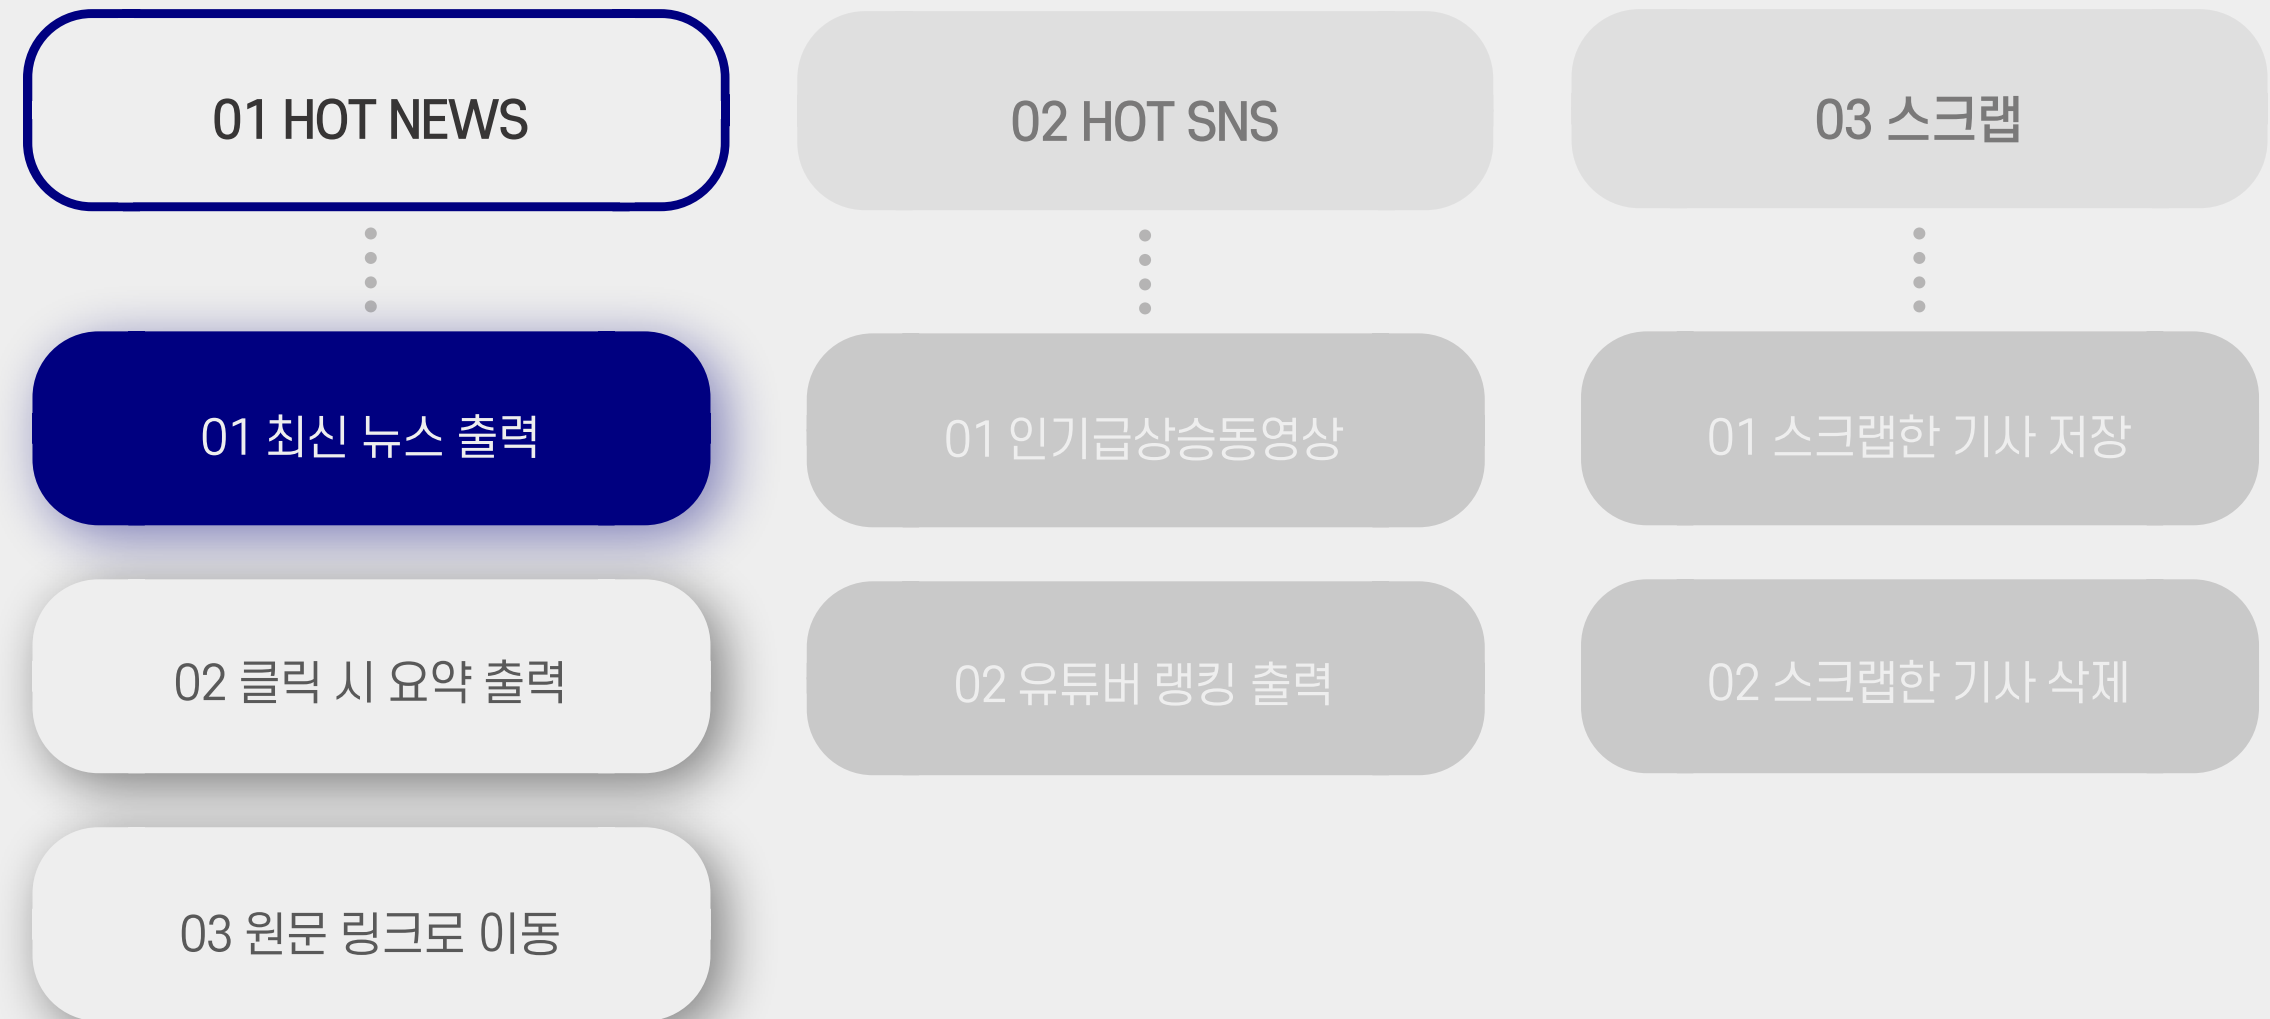 01 HOT NEWS
02 HOT SNS
03 스크랩
01 최신 뉴스 출력
01 인기급상승동영상
01 스크랩한 기사 저장
02 클릭 시 요약 출력
02 유튜버 랭킹 출력
02 스크랩한 기사 삭제
03 원문 링크로 이동